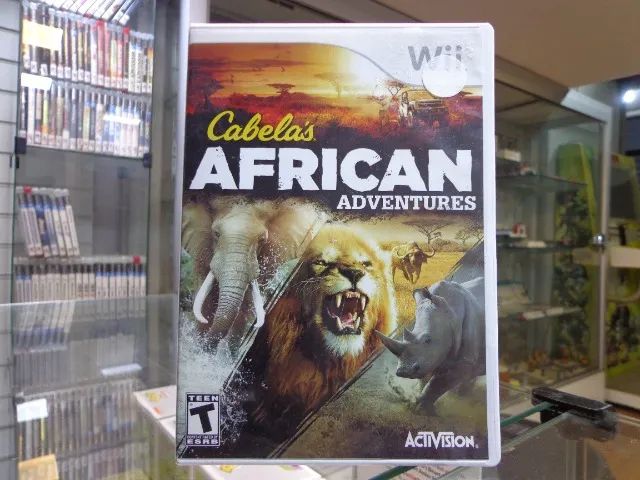 Wii
Cabela's
AFRICAN
ADVENTURES
TEEN
T
ESRB
ACTIVISION